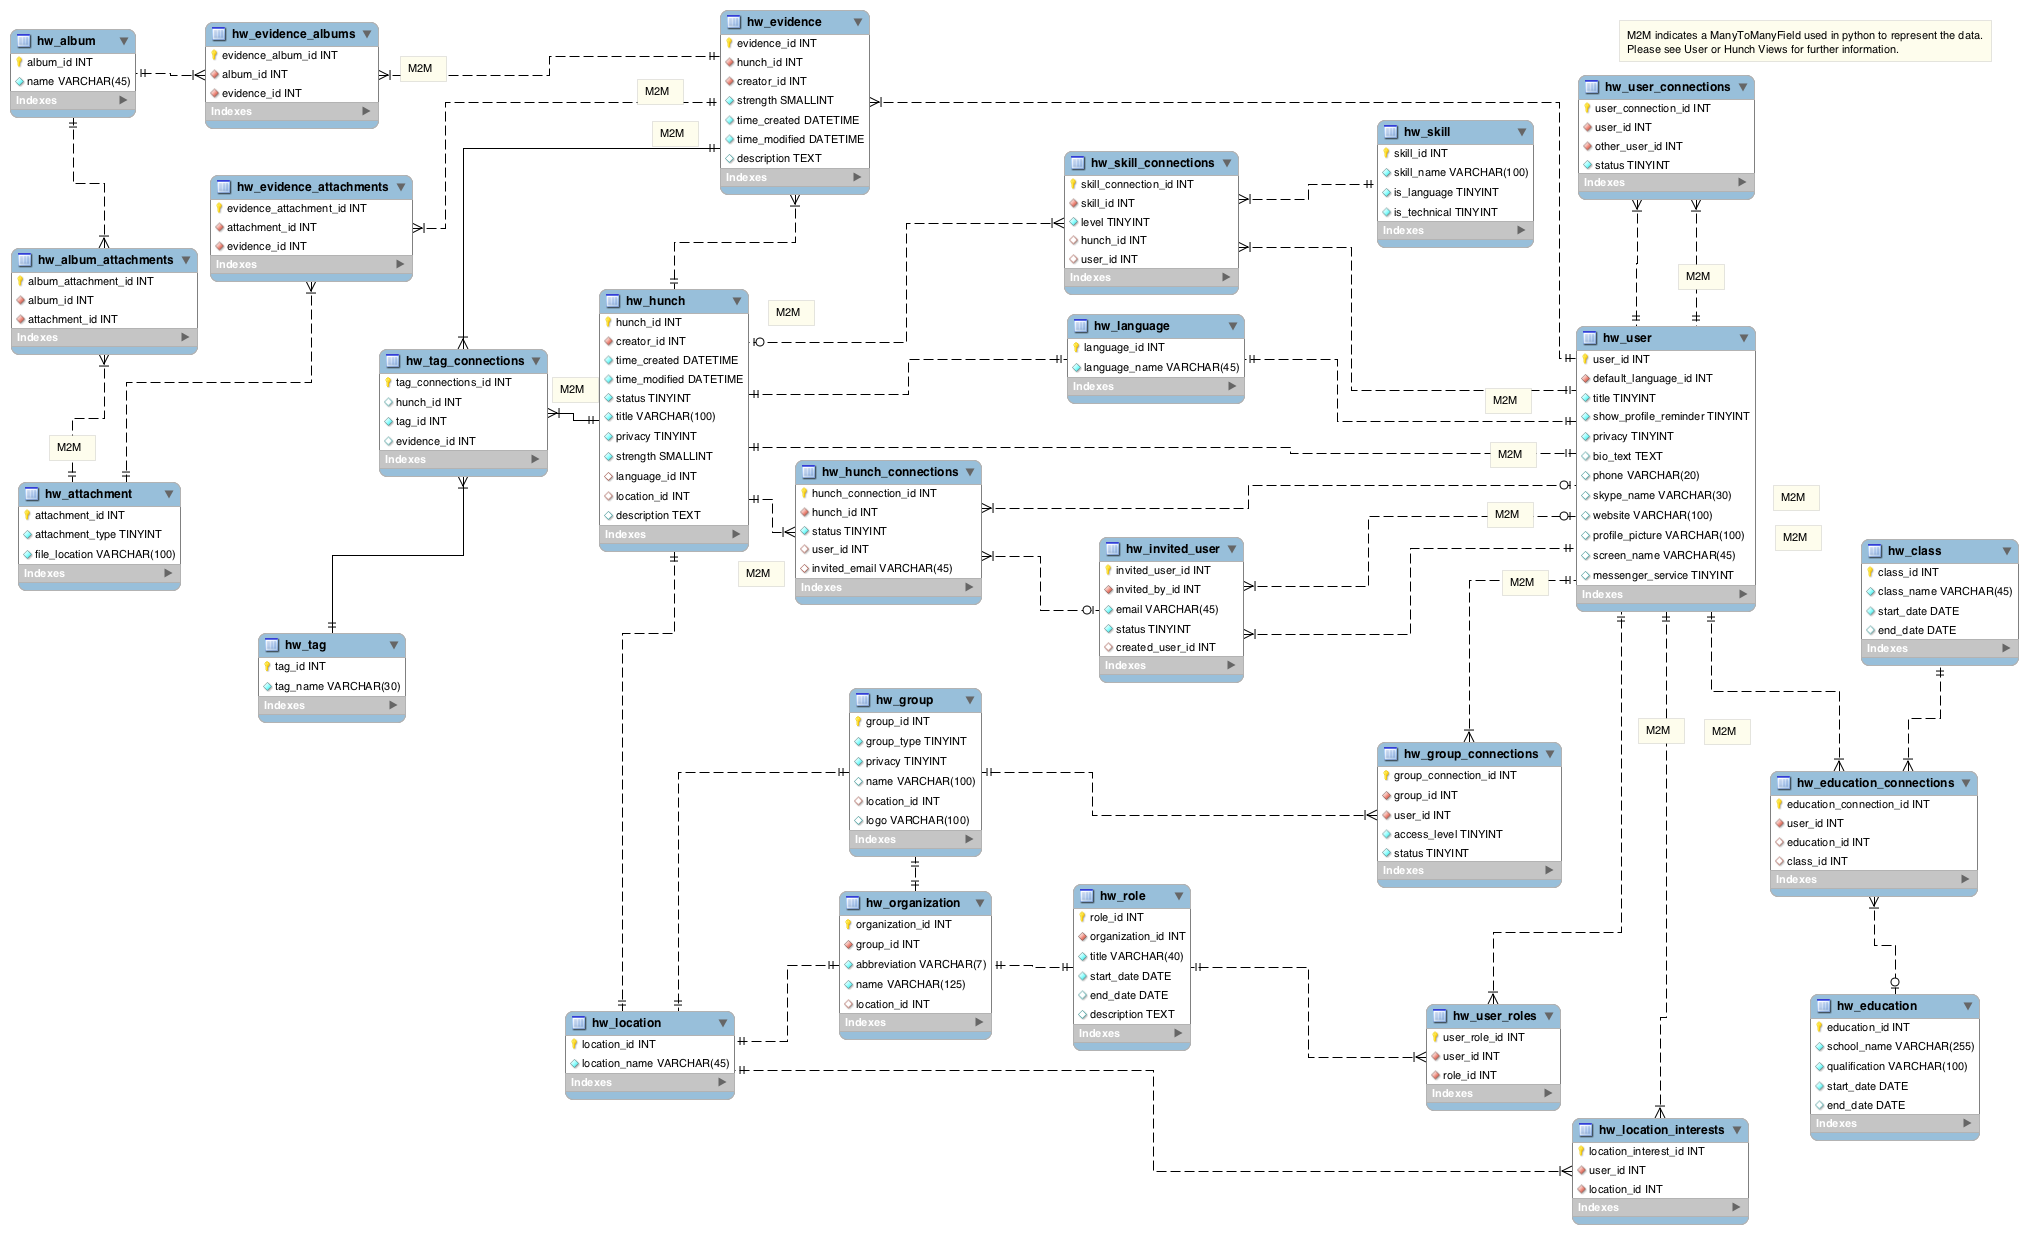 hw_album
album_id INT
name VARCHAR(45)
Indexes
hw_evidence_albums
evidence_album_id INT
album_id INT
evidence_id INT
Indexes
M2M
hw_evidence
evidence_id INT
hunch_id INT
creator_id INT
strength SMALLINT
time_created DATETIME
time_modified DATETIME
description TEXT
Indexes
M2M
M2M
M2M indicates a ManyToManyField used in python to represent the data.
Please see User or Hunch Views for further information.
hw_user_connections
user_connection_id INT
user_id INT
other_user_id INT
status TINYINT
Indexes
M2M
hw_skill
skill_id INT
skill_name VARCHAR(100)
is_language TINYINT
is_technical TINYINT
Indexes
hw_skill_connections
skill_connection_id INT
skill_id INT
level TINYINT
hunch_id INT
user_id INT
Indexes
hw_evidence_attachments
evidence_attachment_id INT
attachment_id INT
evidence_id INT
Indexes
hw_album_attachments
album_attachment_id INT
album_id INT
attachment_id INT
Indexes
M2M
hw_attachment
attachment_id INT
attachment_type TINYINT
file_location VARCHAR(100)
Indexes
hw_tag_connections
tag_connections_id INT
hunch_id INT
tag_id INT
evidence_id INT
Indexes
M2M
hw_hunch
hunch_id INT
creator_id INT
time_created DATETIME
time_modified DATETIME
status TINYINT
title VARCHAR(100)
privacy TINYINT
strength SMALLINT
language_id INT
location_id INT
description TEXT
Indexes
M2M
M2M
hw_language
language_id INT
language_name VARCHAR(45)
Indexes
hw_user
user_id INT
default_language_id INT
title TINYINT
show_profile_reminder TINYINT
privacy TINYINT
bio_text TEXT
phone VARCHAR(20)
skype_name VARCHAR(30)
website VARCHAR(100)
profile_picture VARCHAR(100)
screen_name VARCHAR(45)
messenger_service TINYINT
Indexes
M2M
M2M
M2M
M2M
M2M
M2M
hw_hunch_connections
hunch_connection_id INT
hunch_id INT
status TINYINT
user_id INT
invited_email VARCHAR(45)
Indexes
hw_invited_user
invited_user_id INT
invited_by_id INT
email VARCHAR(45)
status TINYINT
created_user_id INT
Indexes
hw_class
class_id INT
class_name VARCHAR(45)
start_date DATE
end_date DATE
Indexes
hw_tag
tag_id INT
tag_name VARCHAR(30)
Indexes
hw_group
group_id INT
group_type TINYINT
privacy TINYINT
name VARCHAR(100)
location_id INT
logo VARCHAR(100)
Indexes
hw_group_connections
group_connection_id INT
group_id INT
user_id INT
access_level TINYINT
status TINYINT
Indexes
M2M
M2M
hw_education_connections
education_connection_id INT
user_id INT
education_id INT
class_id INT
Indexes
hw_organization
organization_id INT
group_id INT
abbreviation VARCHAR(7)
name VARCHAR(125)
location_id INT
Indexes
hw_role
role_id INT
organization_id INT
title VARCHAR(40)
start_date DATE
end_date DATE
description TEXT
Indexes
hw_location
location_id INT
location_name VARCHAR(45)
Indexes
hw_user_roles
user_role_id INT
user_id INT
role_id INT
Indexes
hw_education
education_id INT
school_name VARCHAR(255)
qualification VARCHAR(100)
start_date DATE
end_date DATE
Indexes
hw_location_interests
location_interest_id INT
user_id INT
location_id INT
Indexes